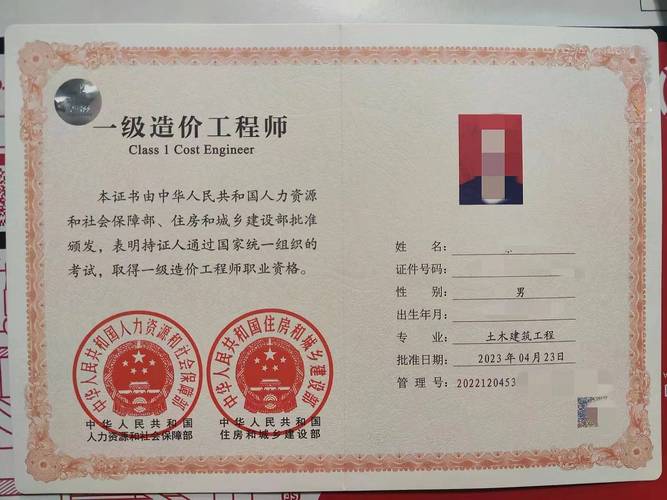 一级造价工程师
Class 1 Cost Engineer
本证书由中华人民共和国人力资源
和社会保障部、住房和城乡建设部批准
颁发，表明持证人通过国家统一组织的
考试，取得一级造价工程师职业资格。
中华人民共和国人力资源和社会保障部
中华人民共和国住房和城乡建设部
中华人民共和国
人力资源和社会保障部
中华人民共和国
住房和城乡建设部
姓 名：
证件号码：
性 别： 男
出生年月：
专 业： 土木建筑工程
批准日期： 2023年04月23日
管 理 号： 2022120453